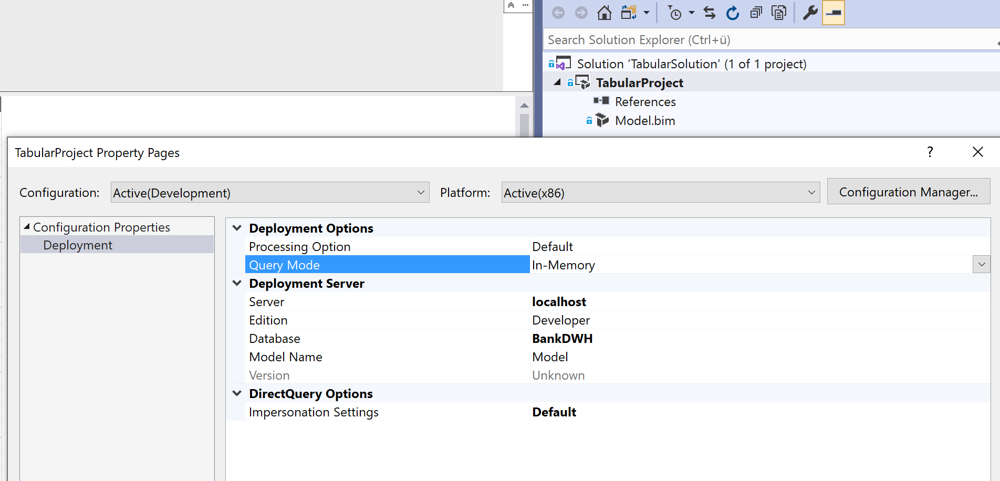 Search Solution Explorer (Ctrl+ü)
Solution 'TabularSolution' (1 of 1 project)
TabularProject
References
Model.bim
TabularProject Property Pages
?
Configuration: Active(Development) Platform: Active(x86) Configuration Manager...
Configuration Properties
Deployment
Deployment Options
Processing Option Default
Query Mode In-Memory
Deployment Server
Server localhost
Edition Developer
Database BankDWH
Model Name Model
Version Unknown
DirectQuery Options
Impersonation Settings Default